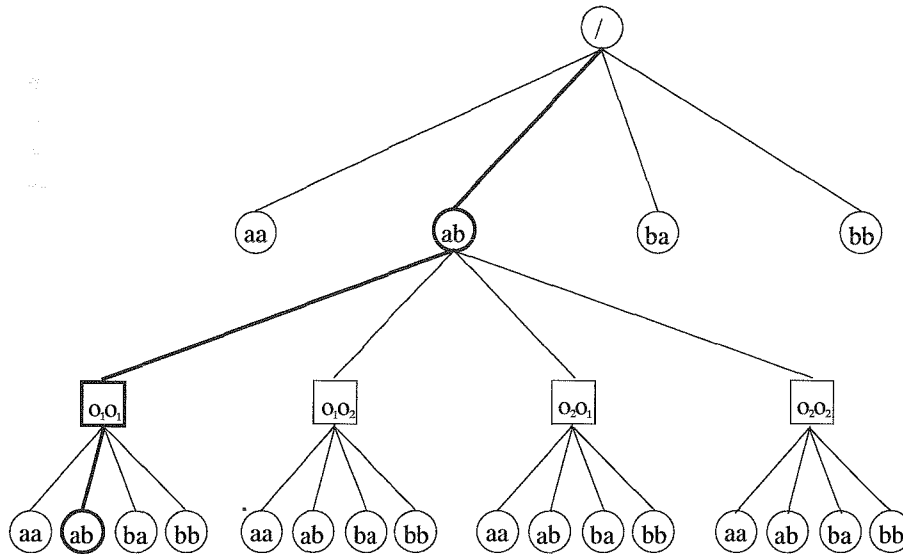 /
aa ab ba bb
o₁o₁ o₁o₂ o₂o₁ o₂o₂
aa ab ba bb aa ab ba bb aa ab ba bb aa ab ba bb